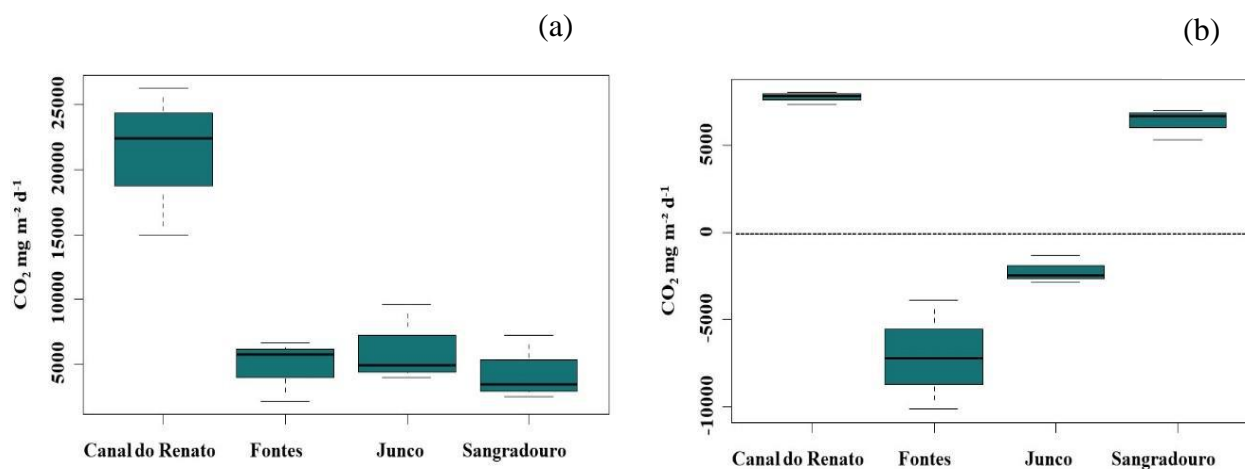 (a)
CO₂ mg m⁻² d⁻¹
25000
20000
15000
10000
5000
Canal do Renato Fontes Junco Sangradouro
(b)
CO₂ mg m⁻² d⁻¹
5000
0
-5000
-10000
Canal do Renato Fontes Junco Sangradouro